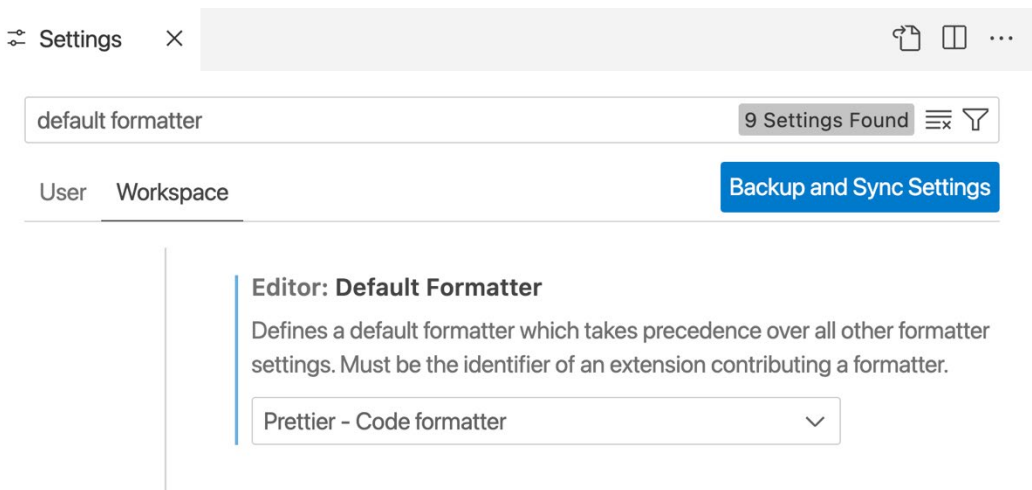 Settings
default formatter
9 Settings Found
User Workspace
Backup and Sync Settings
Editor: Default Formatter
Defines a default formatter which takes precedence over all other formatter
settings. Must be the identifier of an extension contributing a formatter.
Prettier - Code formatter